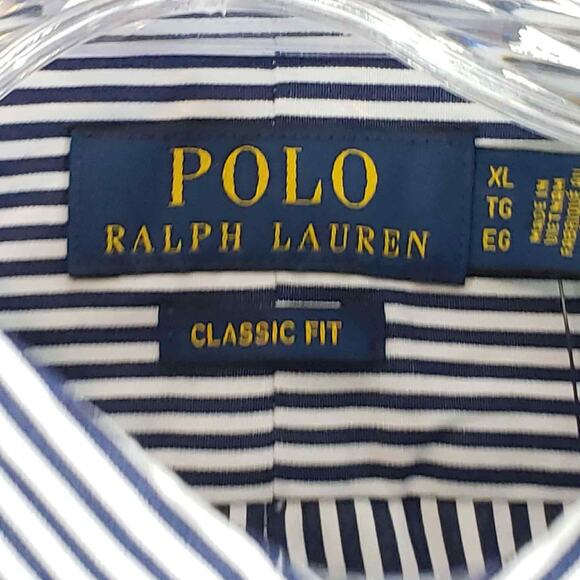 POLO
RALPH LAUREN
CLASSIC FIT
XL
TG
EG
MADE IN
VIETNAM